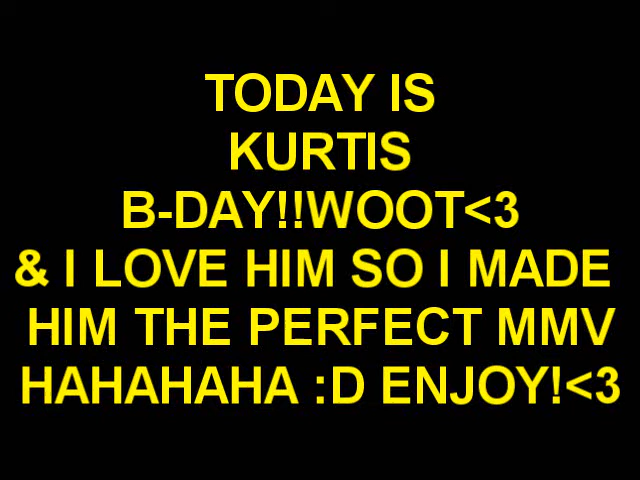 TODAY IS
KURTIS
B-DAY!!WOOT<3
& I LOVE HIM SO I MADE
HIM THE PERFECT MMV
HAHAHAHA :D ENJOY!<3